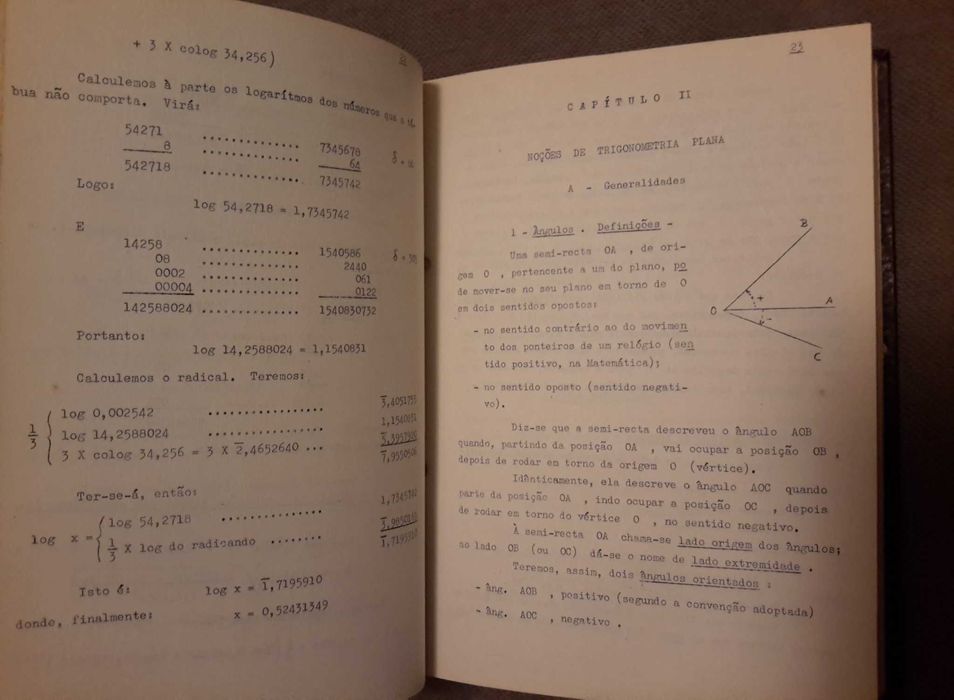 + 3 X colog 34,256)
Calculemos à parte os logarítmos dos números que a tá
bua não comporta. Virá:
54271 .............. 7345678
8 .............. 64
542718 .............. 7345742
Logo:
log 54,2718 = 1,7345742
E
14258 .............. 1540586
08 .............. 2440
0002 .............. 061
00004 .............. 0122
142588024 .............. 1540830732
Portanto:
log 14,2588024 = 1,1540831
Calculemos o radical. Teremos:
log 0,002542 ................ 3̅,4051755
1/3 { log 14,2588024 ................ 1,1540831
3 X colog 34,256 = 3 X 2̅,4652640 ...
Ter-se-á, então:
log 54,2718 .............. 1,7345742
log x = {
1/3 X log do radicando ........
Isto é: log x = 1̅,7195910
donde, finalmente: x = 0,52431349
23
CAPÍTULO II
NOÇÕES DE TRIGONOMETRIA PLANA
A - Generalidades
1 - Ângulos . Definições -
Uma semi-recta OA , de ori-
gem O , pertencente a um do plano, po
de mover-se no seu plano em torno de O
em dois sentidos opostos:
- no sentido contrário ao do movimen
to dos ponteiros de um relógio (sen
tido positivo, na Matemática);
- no sentido oposto (sentido negati-
vo).
B
O + A
-
C
Diz-se que a semi-recta descreveu o ângulo AOB
quando, partindo da posição OA , vai ocupar a posição OB ,
depois de rodar em torno da origem O (vértice).
Idânticamente, ela descreve o ângulo AOC quando
parte da posição OA , indo ocupar a posição OC , depois
de rodar em torno do vértice O , no sentido negativo.
À semi-recta OA chama-se lado origem dos ângulos;
ao lado OB (ou OC) dá-se o nome de lado extremidade .
Teremos, assim, dois ângulos orientados :
- âng. AOB , positivo (segundo a convenção adoptada)
- âng. AOC , negativo .